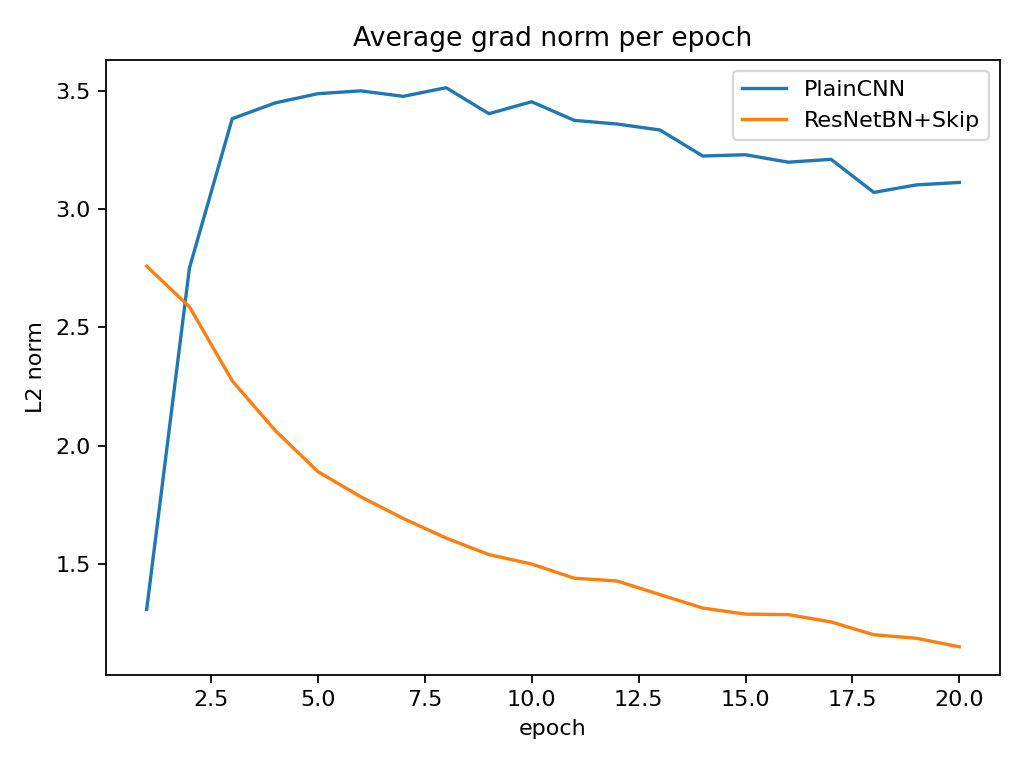 Average grad norm per epoch
PlainCNN
ResNetBN+Skip
L2 norm
3.5
3.0
2.5
2.0
1.5
2.5 5.0 7.5 10.0 12.5 15.0 17.5 20.0
epoch